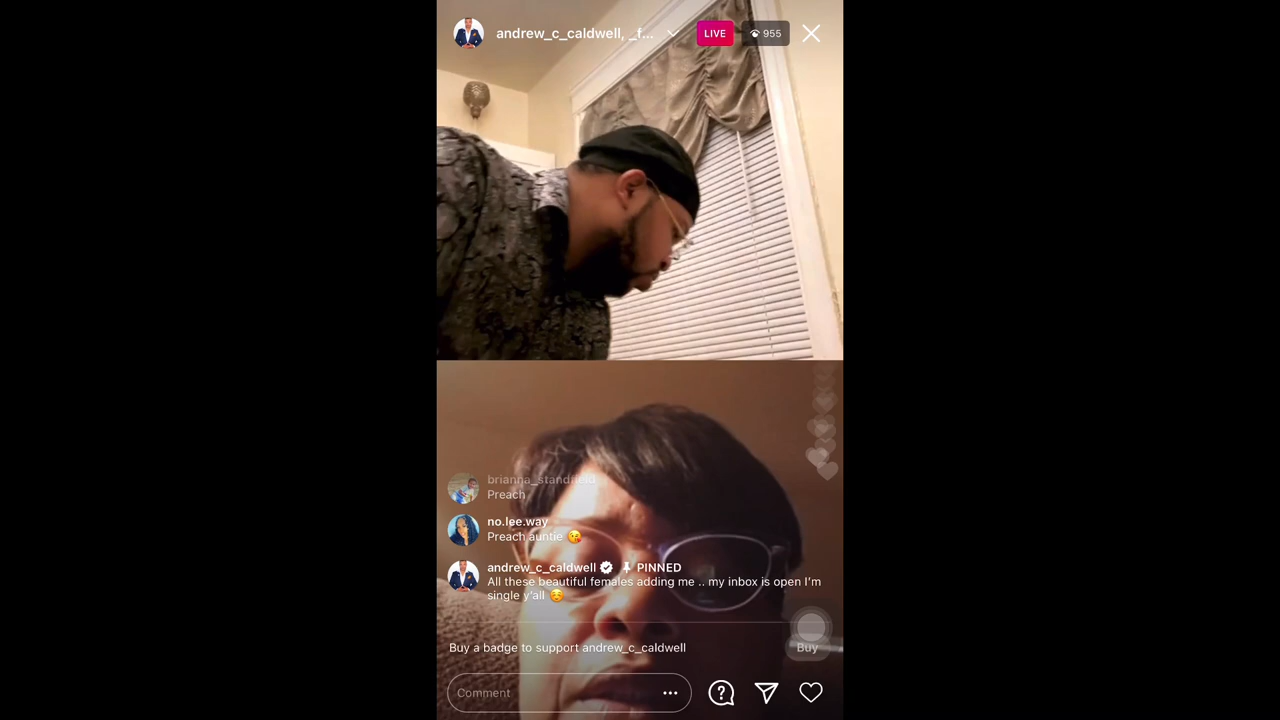 andrew_c_caldwell, _f...
LIVE
955
brianna_standfield
Preach
no.lee.way
Preach auntie 😘
andrew_c_caldwell PINNED
All these beautiful females adding me .. my inbox is open I'm
single y'all ☺️
Buy a badge to support andrew_c_caldwell
Buy
Comment